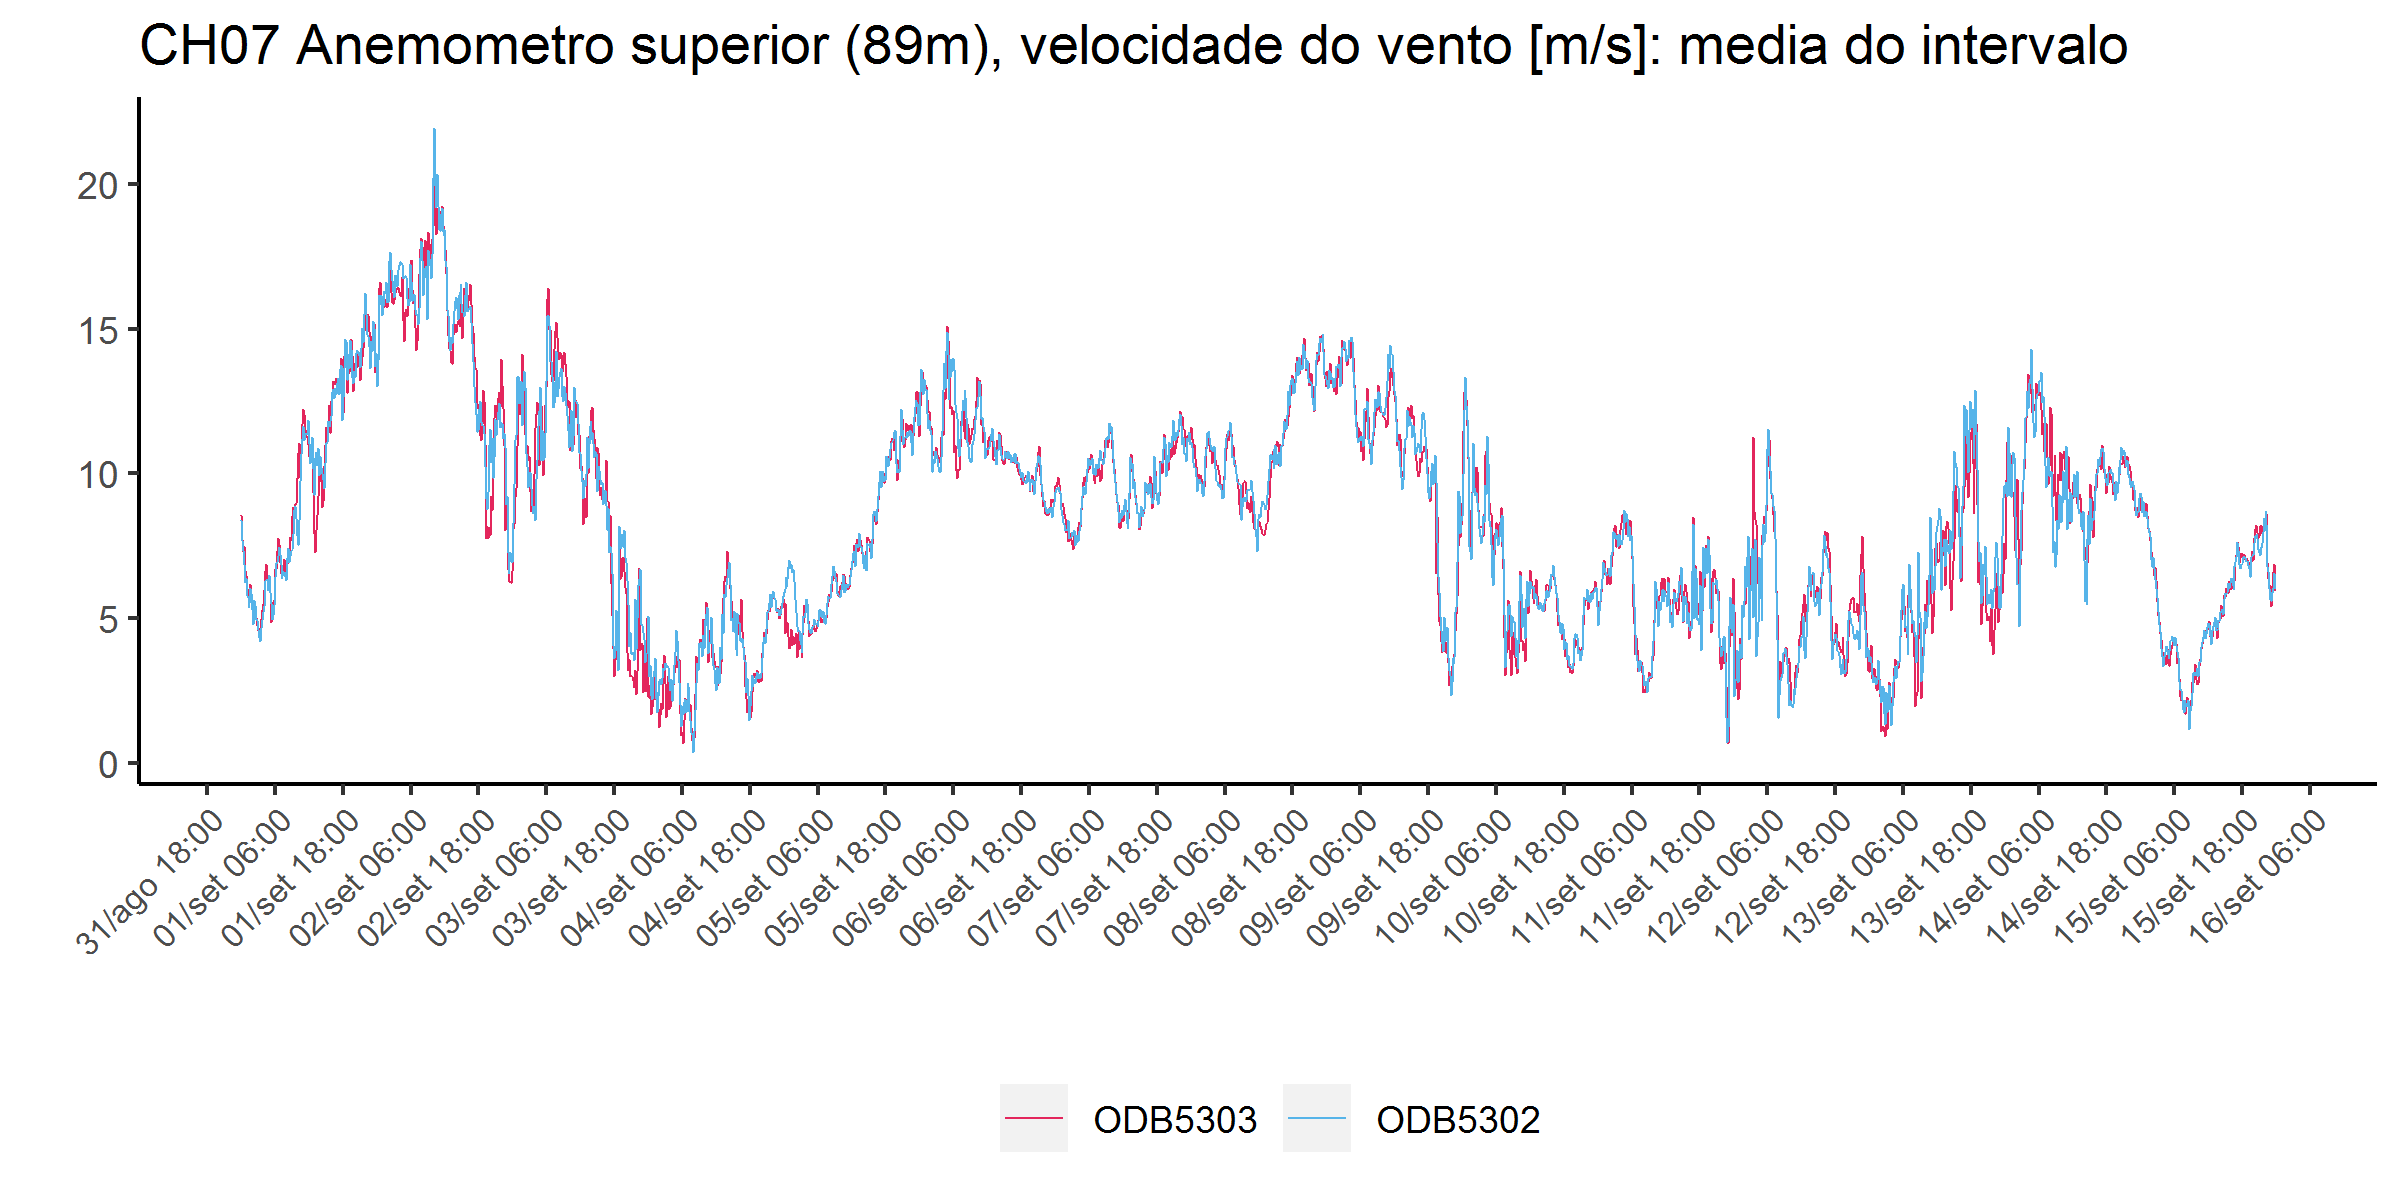 CH07 Anemometro superior (89m), velocidade do vento [m/s]: media do intervalo
20
15
10
5
0
31/ago 18:00
01/set 06:00
01/set 18:00
02/set 06:00
02/set 18:00
03/set 06:00
03/set 18:00
04/set 06:00
04/set 18:00
05/set 06:00
05/set 18:00
06/set 06:00
06/set 18:00
07/set 06:00
07/set 18:00
08/set 06:00
08/set 18:00
09/set 06:00
09/set 18:00
10/set 06:00
10/set 18:00
11/set 06:00
11/set 18:00
12/set 06:00
12/set 18:00
13/set 06:00
13/set 18:00
14/set 06:00
14/set 18:00
15/set 06:00
15/set 18:00
16/set 06:00
ODB5303 ODB5302